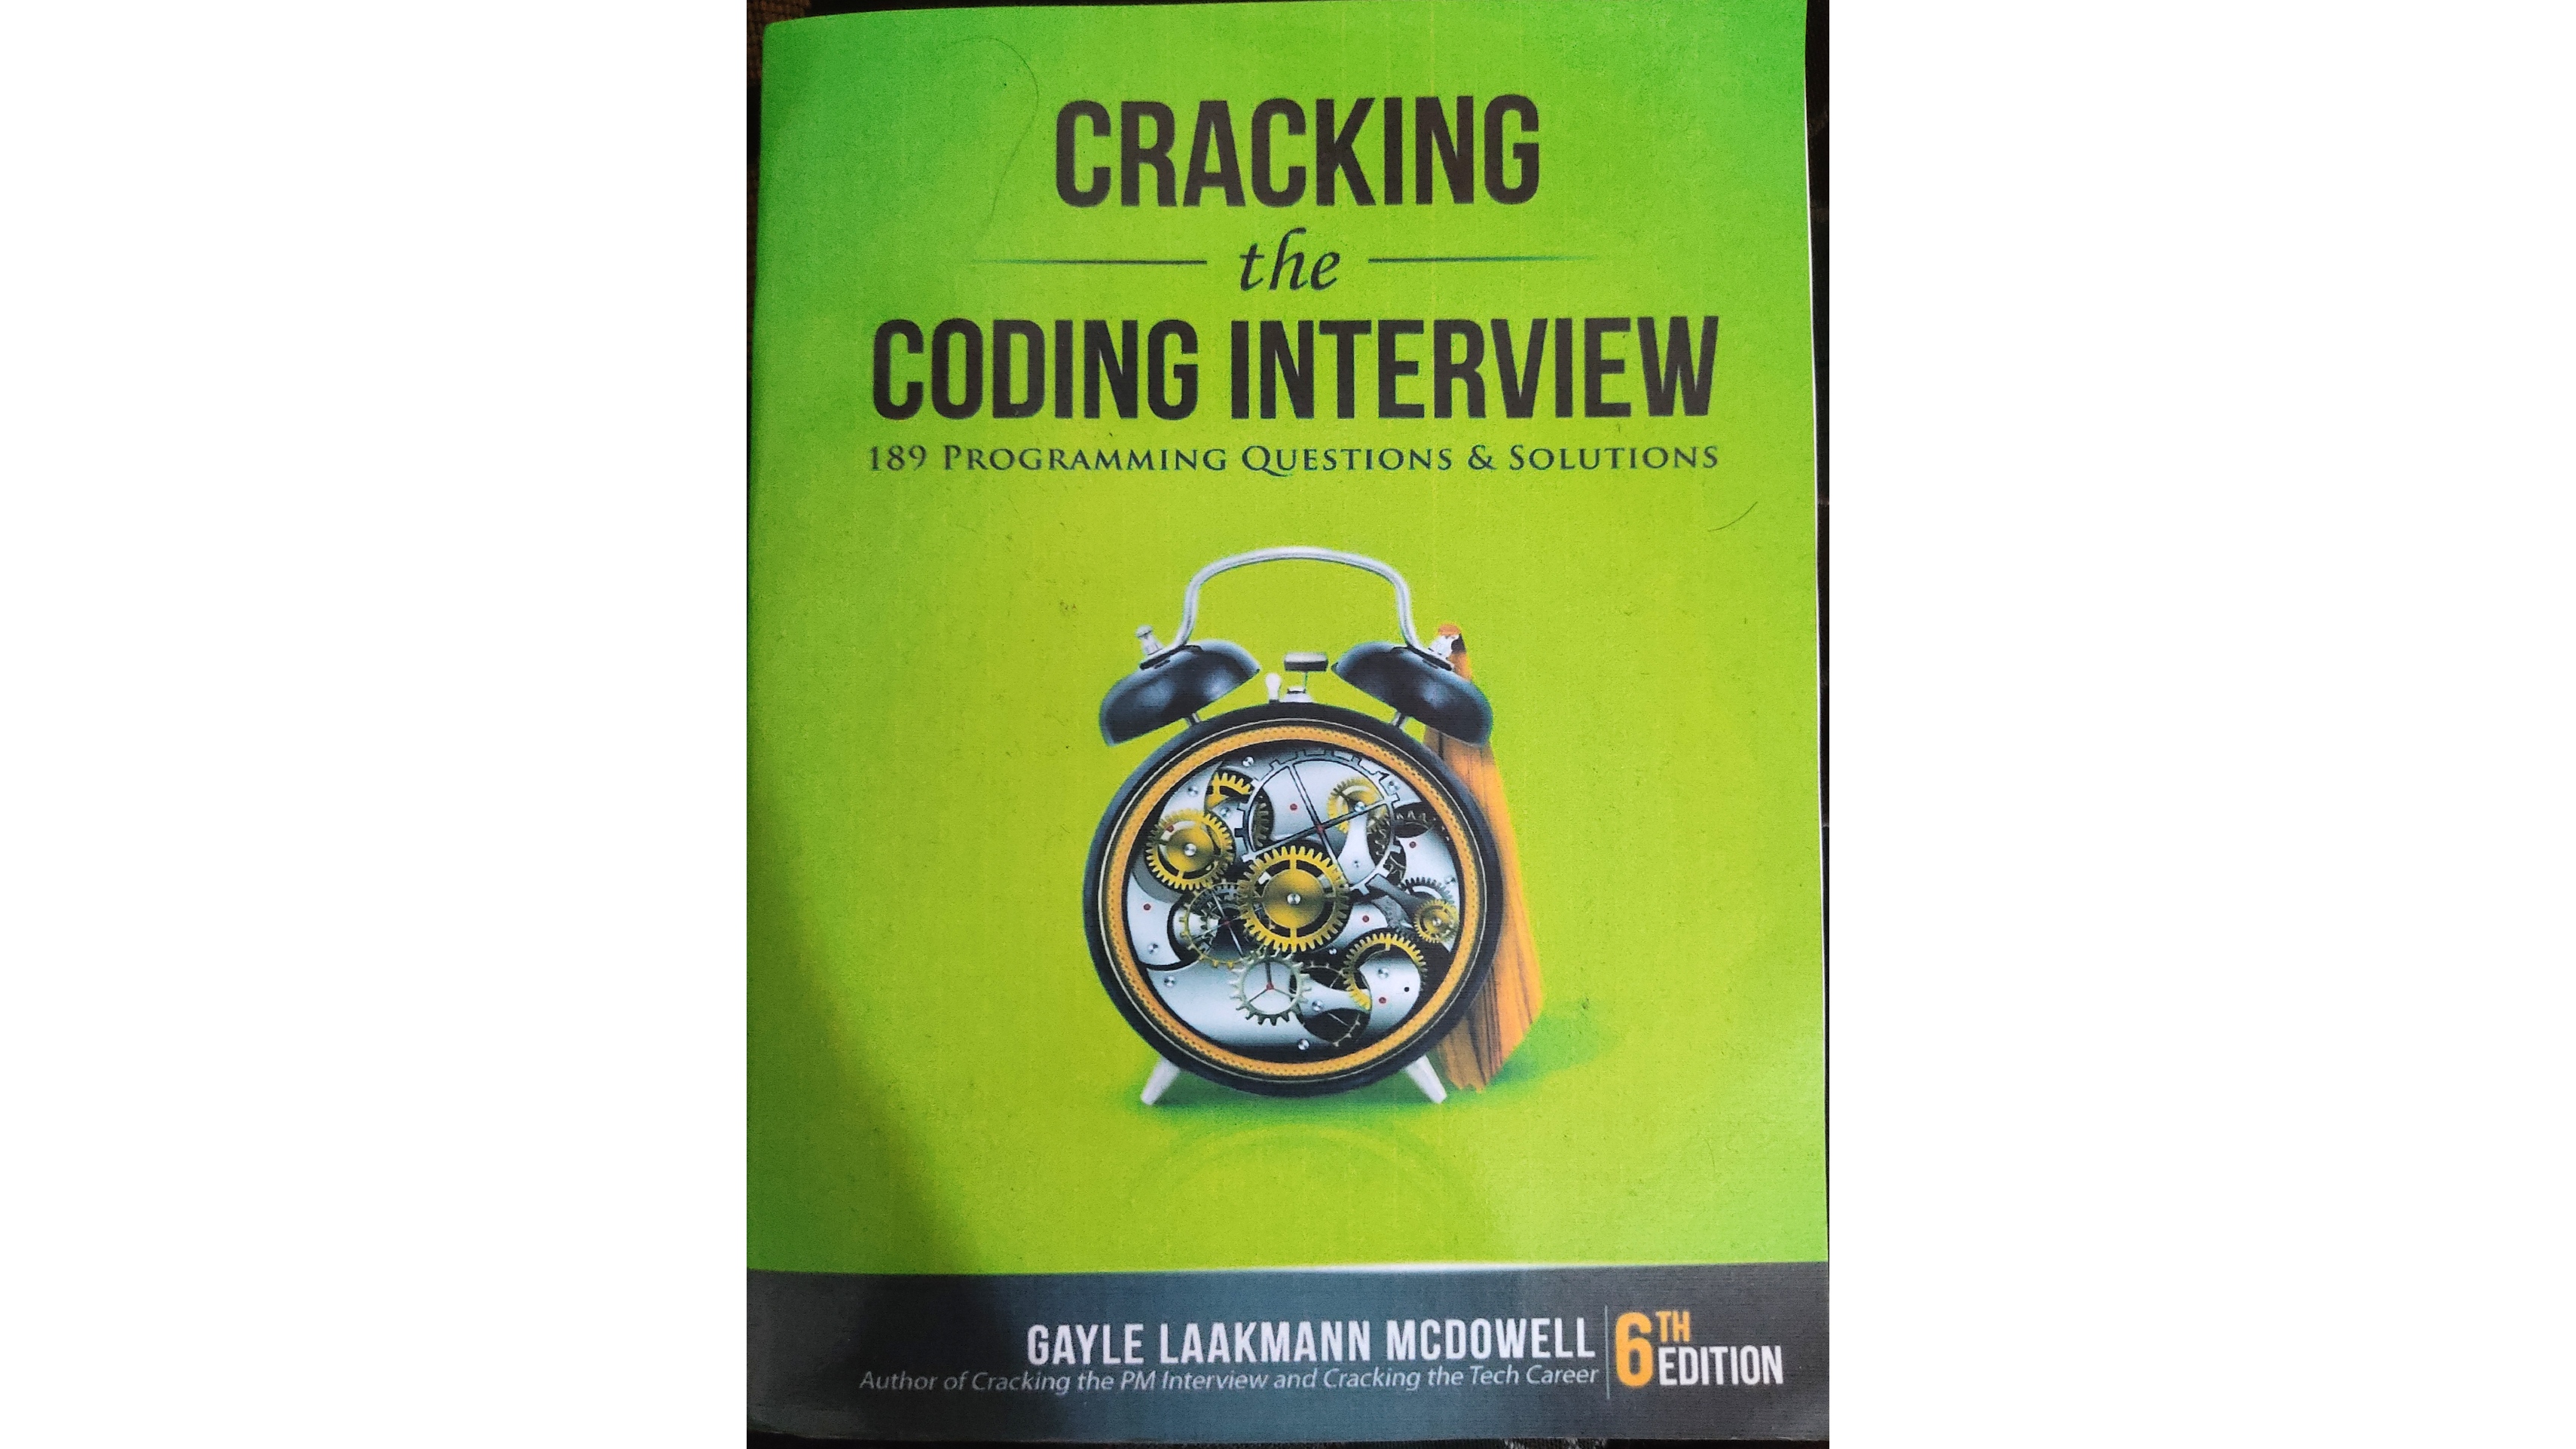 CRACKING
the
CODING INTERVIEW
189 PROGRAMMING QUESTIONS & SOLUTIONS
GAYLE LAAKMANN MCDOWELL
Author of Cracking the PM Interview and Cracking the Tech Career
6TH
EDITION